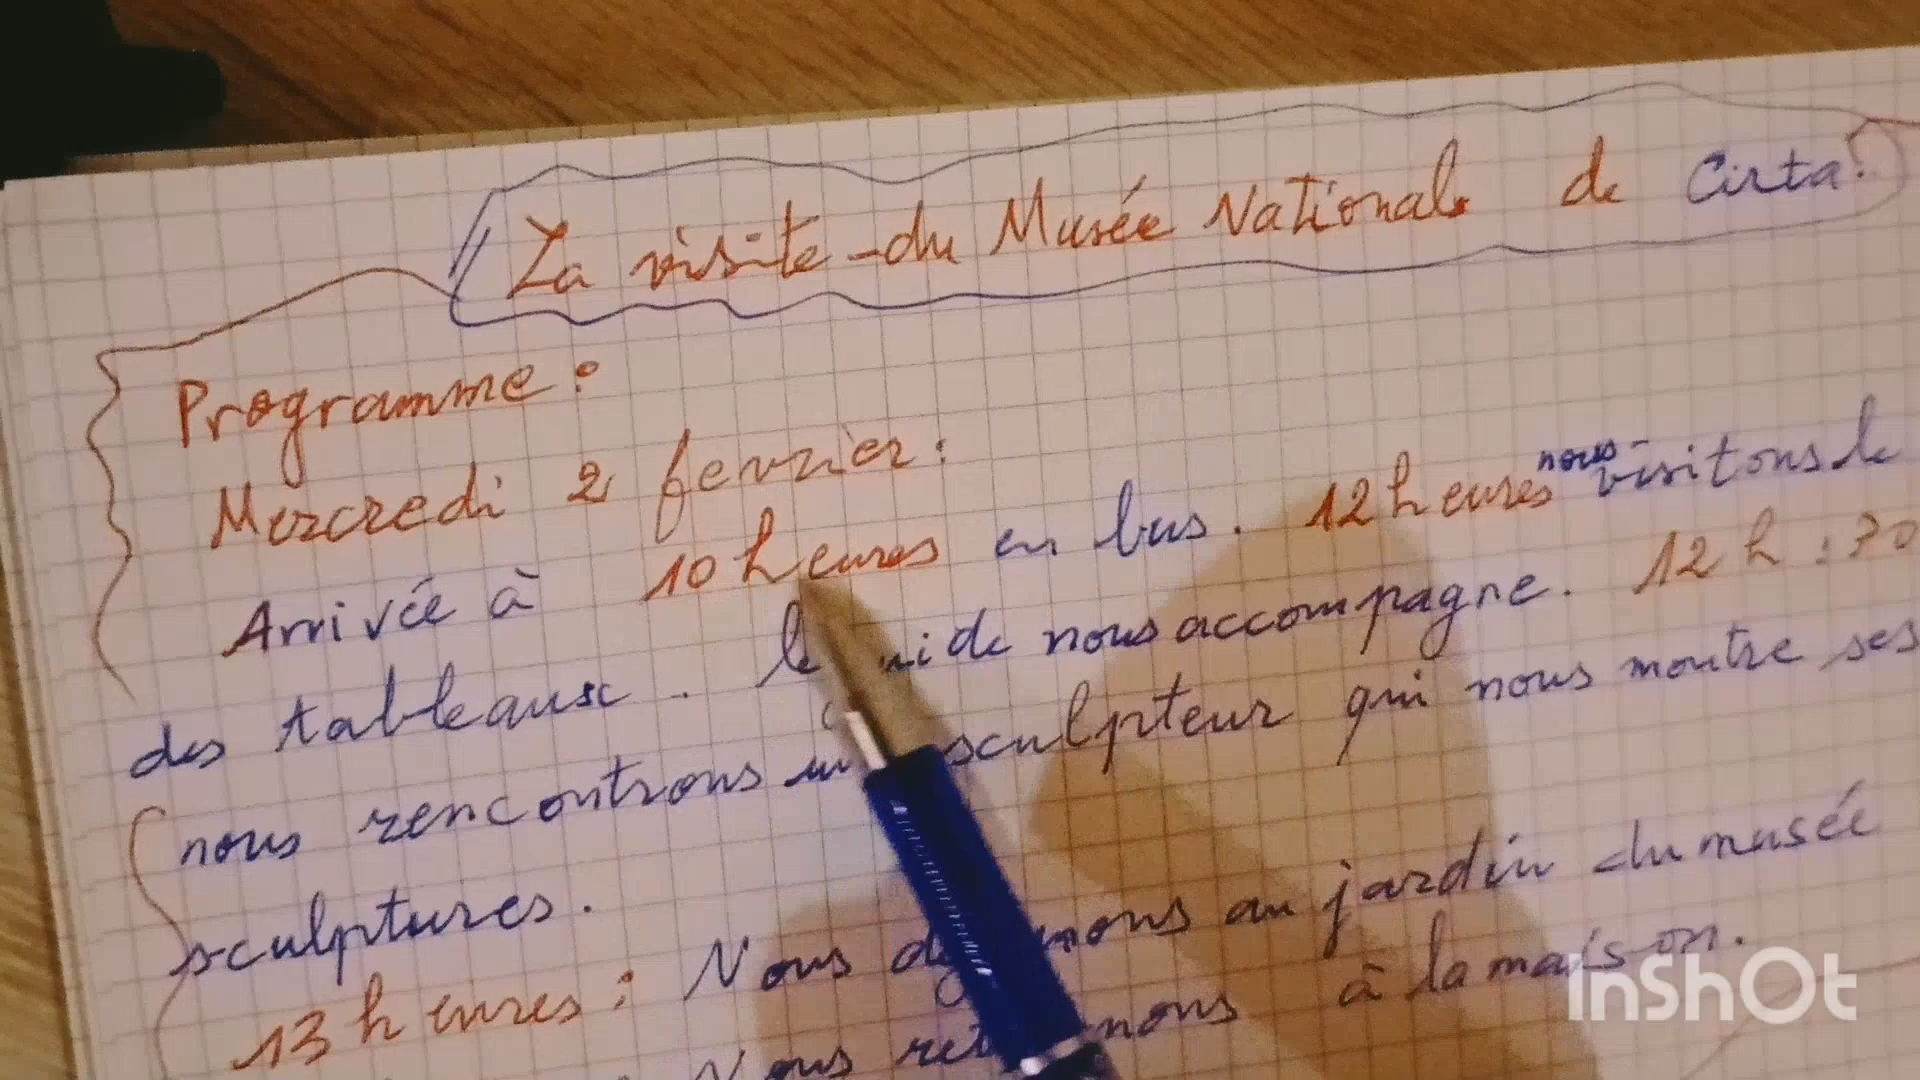 La visite du Musée National de Cirta?
Programme:
Mercredi 2 fevrier:
Arrivée à 10 heures en bus. 12 heures nous visitons le
des tableaux. le nous accompagne. 12 h : 30
nous rencontrons sculpteur qui nous montre ses
sculptures.
13 heures: Nous au jardin du musée
Nous à la maison.
InShOt